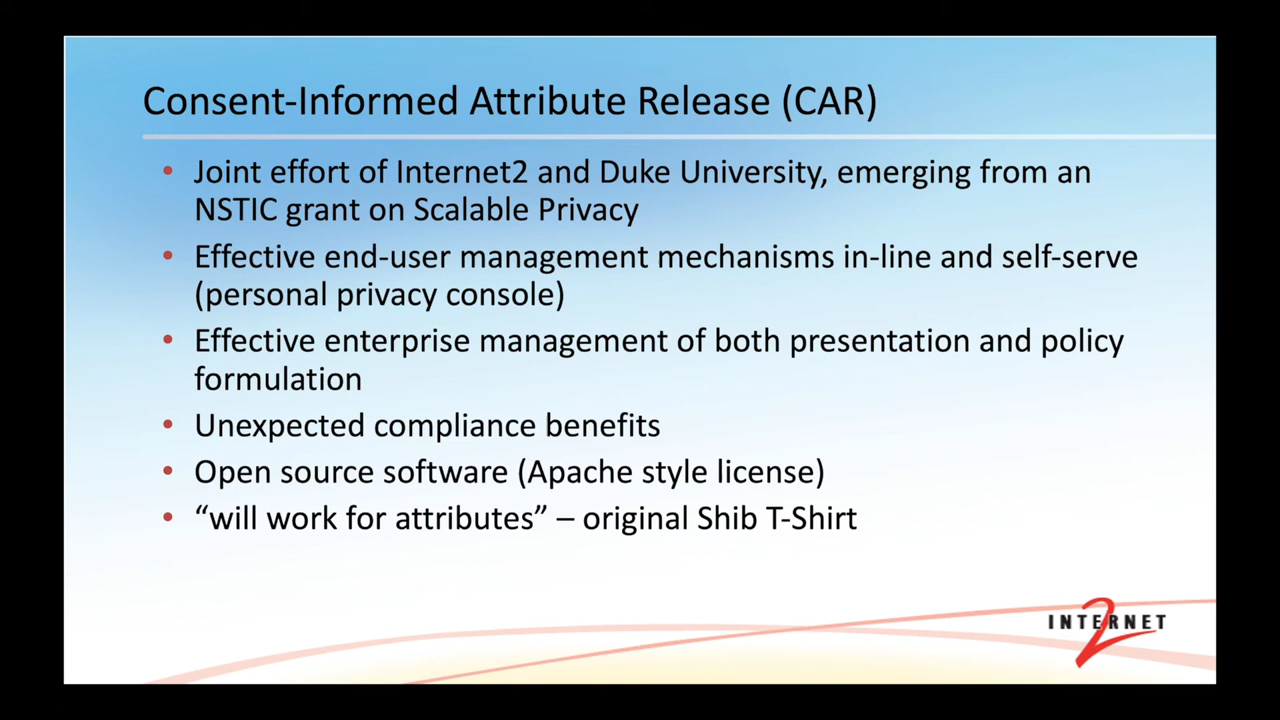 Consent-Informed Attribute Release (CAR)
• Joint effort of Internet2 and Duke University, emerging from an
NSTIC grant on Scalable Privacy
• Effective end-user management mechanisms in-line and self-serve
(personal privacy console)
• Effective enterprise management of both presentation and policy
formulation
• Unexpected compliance benefits
• Open source software (Apache style license)
• “will work for attributes” – original Shib T-Shirt
INTERNET
2